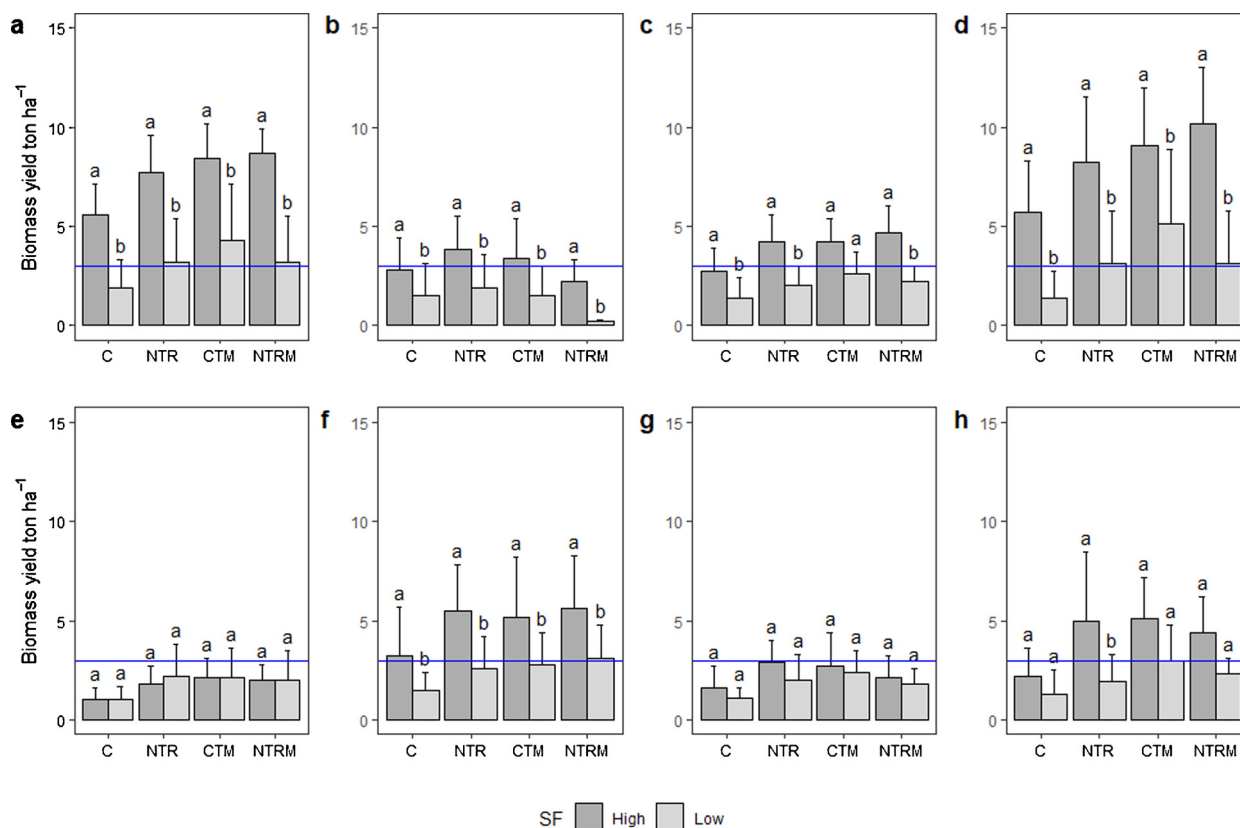 a b c d
Biomass yield ton ha⁻¹
15 15 15 15
10 10 10 10
5 5 5 5
0 0 0 0
a b a b a b a b
a b a b a b a b
a b a b a a a b
a b a b a b a b
C NTR CTM NTRM C NTR CTM NTRM C NTR CTM NTRM C NTR CTM NTRM
e f g h
Biomass yield ton ha⁻¹
15 15 15 15
10 10 10 10
5 5 5 5
0 0 0 0
a a a a a a a a
a b a b a b a b
a a a a a a a a
a a a b a a a a
C NTR CTM NTRM C NTR CTM NTRM C NTR CTM NTRM C NTR CTM NTRM
SF High Low